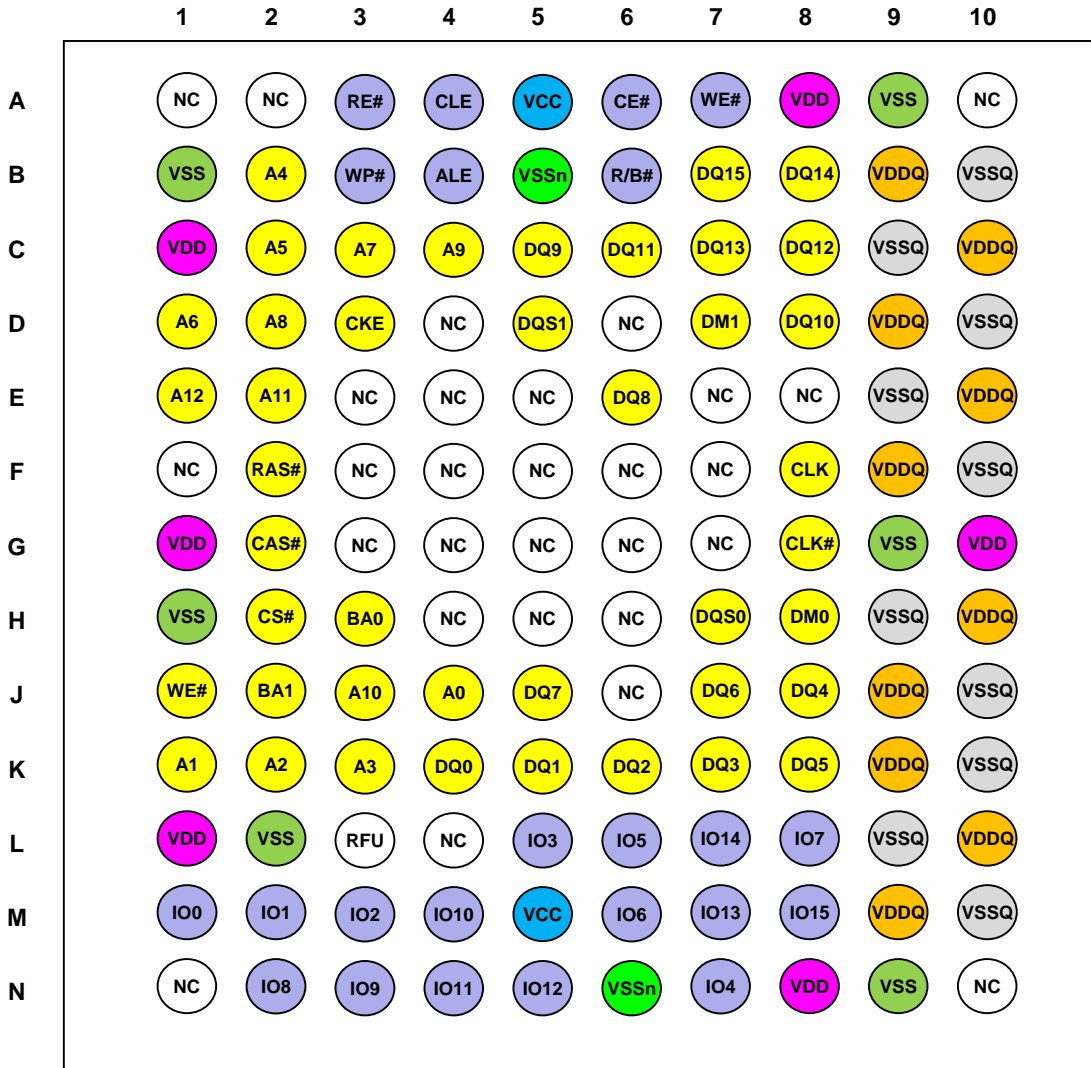 1 2 3 4 5 6 7 8 9 10
A NC NC RE# CLE VCC CE# WE# VDD VSS NC
B VSS A4 WP# ALE VSSn R/B# DQ15 DQ14 VDDQ VSSQ
C VDD A5 A7 A9 DQ9 DQ11 DQ13 DQ12 VSSQ VDDQ
D A6 A8 CKE NC DQS1 NC DM1 DQ10 VDDQ VSSQ
E A12 A11 NC NC NC DQ8 NC NC VSSQ VDDQ
F NC RAS# NC NC NC NC NC CLK VDDQ VSSQ
G VDD CAS# NC NC NC NC NC CLK# VSS VDD
H VSS CS# BA0 NC NC NC DQS0 DM0 VSSQ VDDQ
J WE# BA1 A10 A0 DQ7 NC DQ6 DQ4 VDDQ VSSQ
K A1 A2 A3 DQ0 DQ1 DQ2 DQ3 DQ5 VDDQ VSSQ
L VDD VSS RFU NC IO3 IO5 IO14 IO7 VSSQ VDDQ
M IO0 IO1 IO2 IO10 VCC IO6 IO13 IO15 VDDQ VSSQ
N NC IO8 IO9 IO11 IO12 VSSn IO4 VDD VSS NC